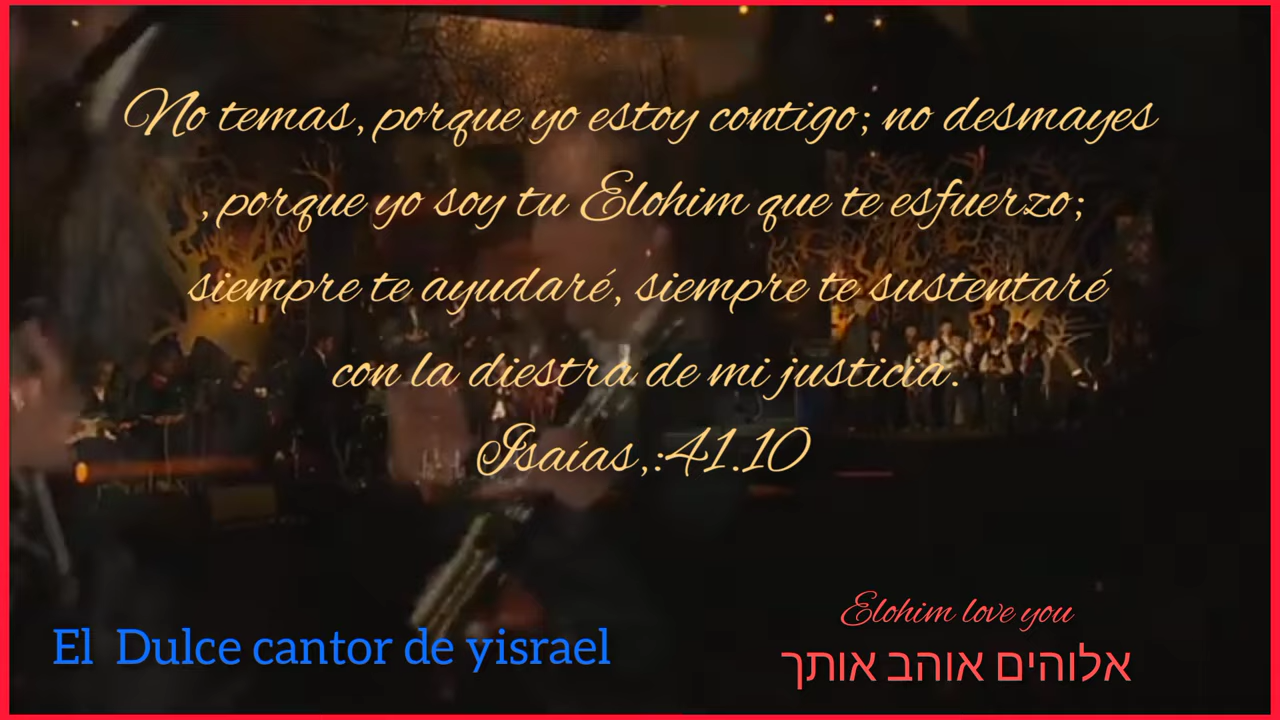 No temas, porque yo estoy contigo; no desmayes
, porque yo soy tu Elohim que te esfuerzo;
siempre te ayudaré, siempre te sustentaré
con la diestra de mi justicia.
Isaías,:41.10
El Dulce cantor de yisrael
Elohim love you
אלוהים אוהב אותך